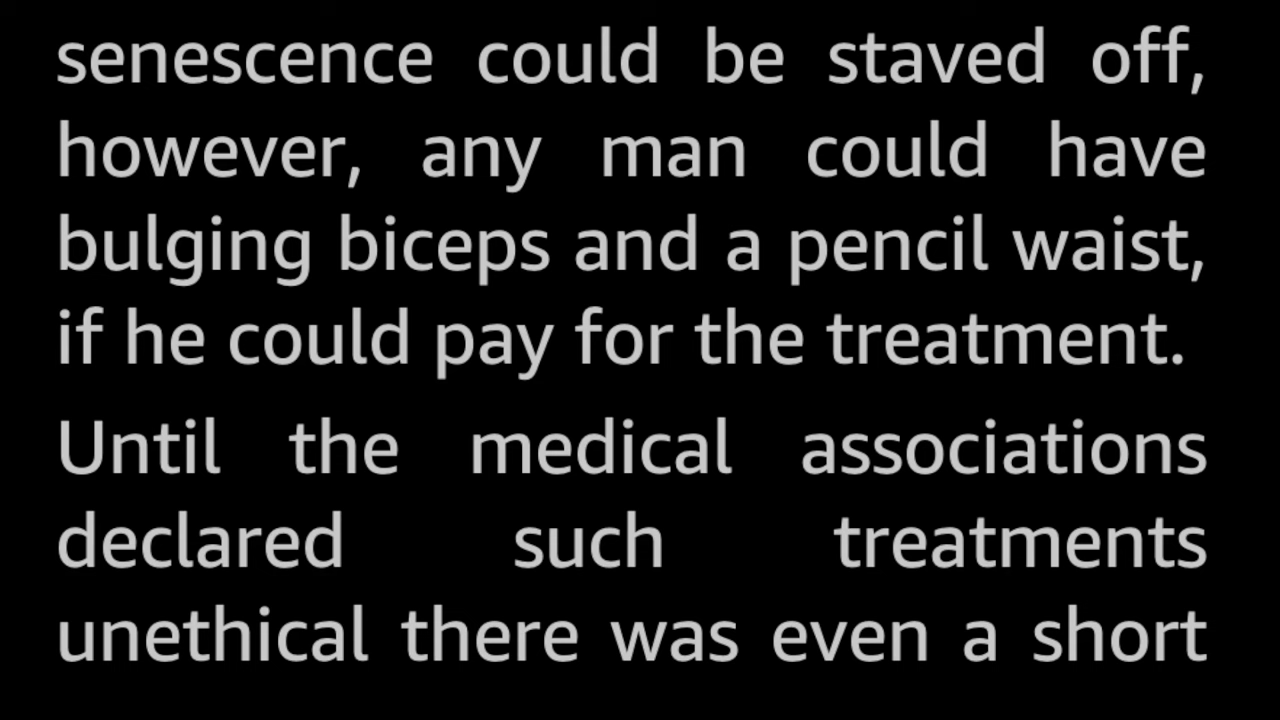 senescence could be staved off,
however, any man could have
bulging biceps and a pencil waist,
if he could pay for the treatment.
Until the medical associations
declared such treatments
unethical there was even a short